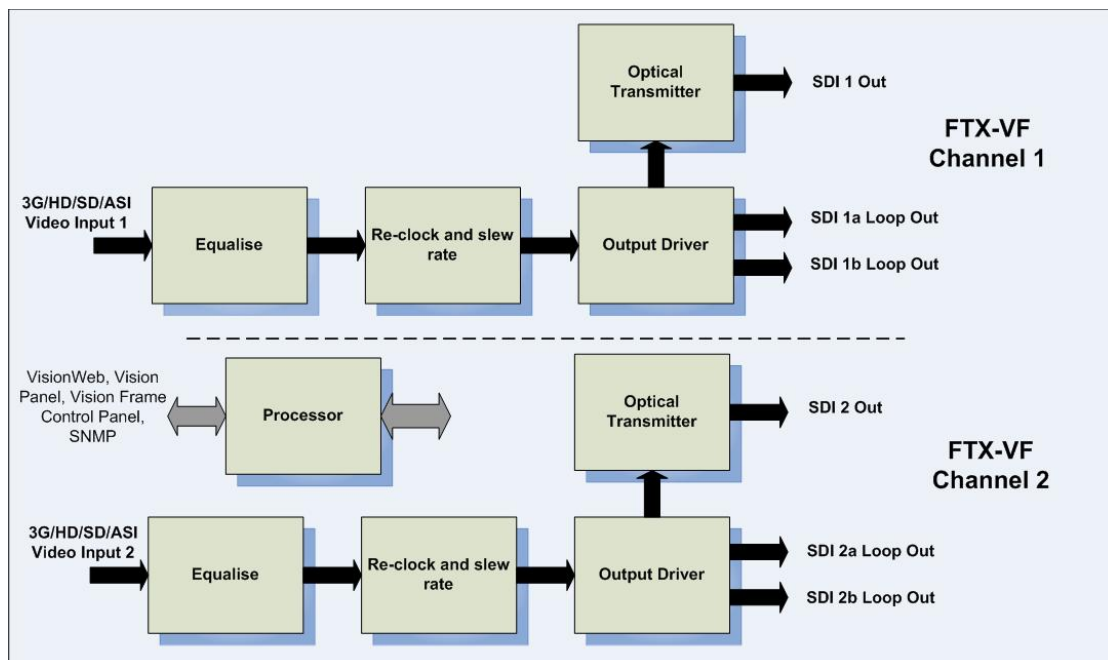 Optical
Transmitter
SDI 1 Out
FTX-VF
Channel 1
3G/HD/SD/ASI
Video Input 1
Equalise
Re-clock and slew
rate
Output Driver
SDI 1a Loop Out
SDI 1b Loop Out
VisionWeb, Vision
Panel, Vision Frame
Control Panel,
SNMP
Processor
Optical
Transmitter
SDI 2 Out
FTX-VF
Channel 2
3G/HD/SD/ASI
Video Input 2
Equalise
Re-clock and slew
rate
Output Driver
SDI 2a Loop Out
SDI 2b Loop Out